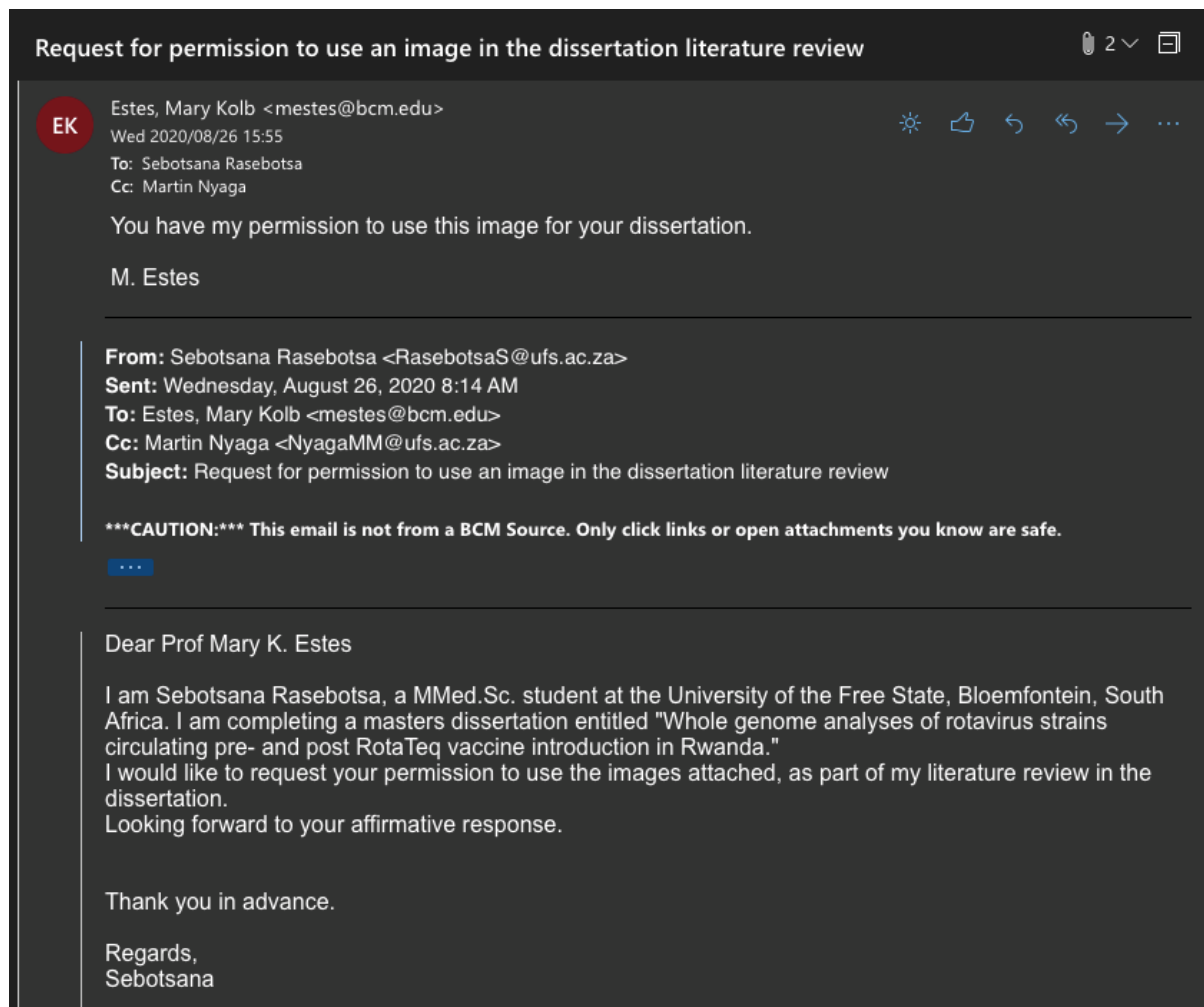 Request for permission to use an image in the dissertation literature review
2
EK
Estes, Mary Kolb <mestes@bcm.edu>
Wed 2020/08/26 15:55
To: Sebotsana Rasebotsa
Cc: Martin Nyaga
You have my permission to use this image for your dissertation.
M. Estes
From: Sebotsana Rasebotsa <RasebotsaS@ufs.ac.za>
Sent: Wednesday, August 26, 2020 8:14 AM
To: Estes, Mary Kolb <mestes@bcm.edu>
Cc: Martin Nyaga <NyagaMM@ufs.ac.za>
Subject: Request for permission to use an image in the dissertation literature review
***CAUTION:*** This email is not from a BCM Source. Only click links or open attachments you know are safe.
...
Dear Prof Mary K. Estes
I am Sebotsana Rasebotsa, a MMed.Sc. student at the University of the Free State, Bloemfontein, South
Africa. I am completing a masters dissertation entitled "Whole genome analyses of rotavirus strains
circulating pre- and post RotaTeq vaccine introduction in Rwanda."
I would like to request your permission to use the images attached, as part of my literature review in the
dissertation.
Looking forward to your affirmative response.
Thank you in advance.
Regards,
Sebotsana